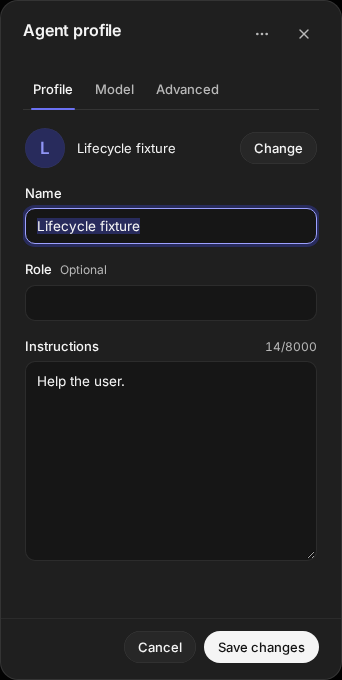 Agent profile
Profile Model Advanced
L Lifecycle fixture Change
Name
Lifecycle fixture
Role Optional
Instructions 14/8000
Help the user.
Cancel Save changes